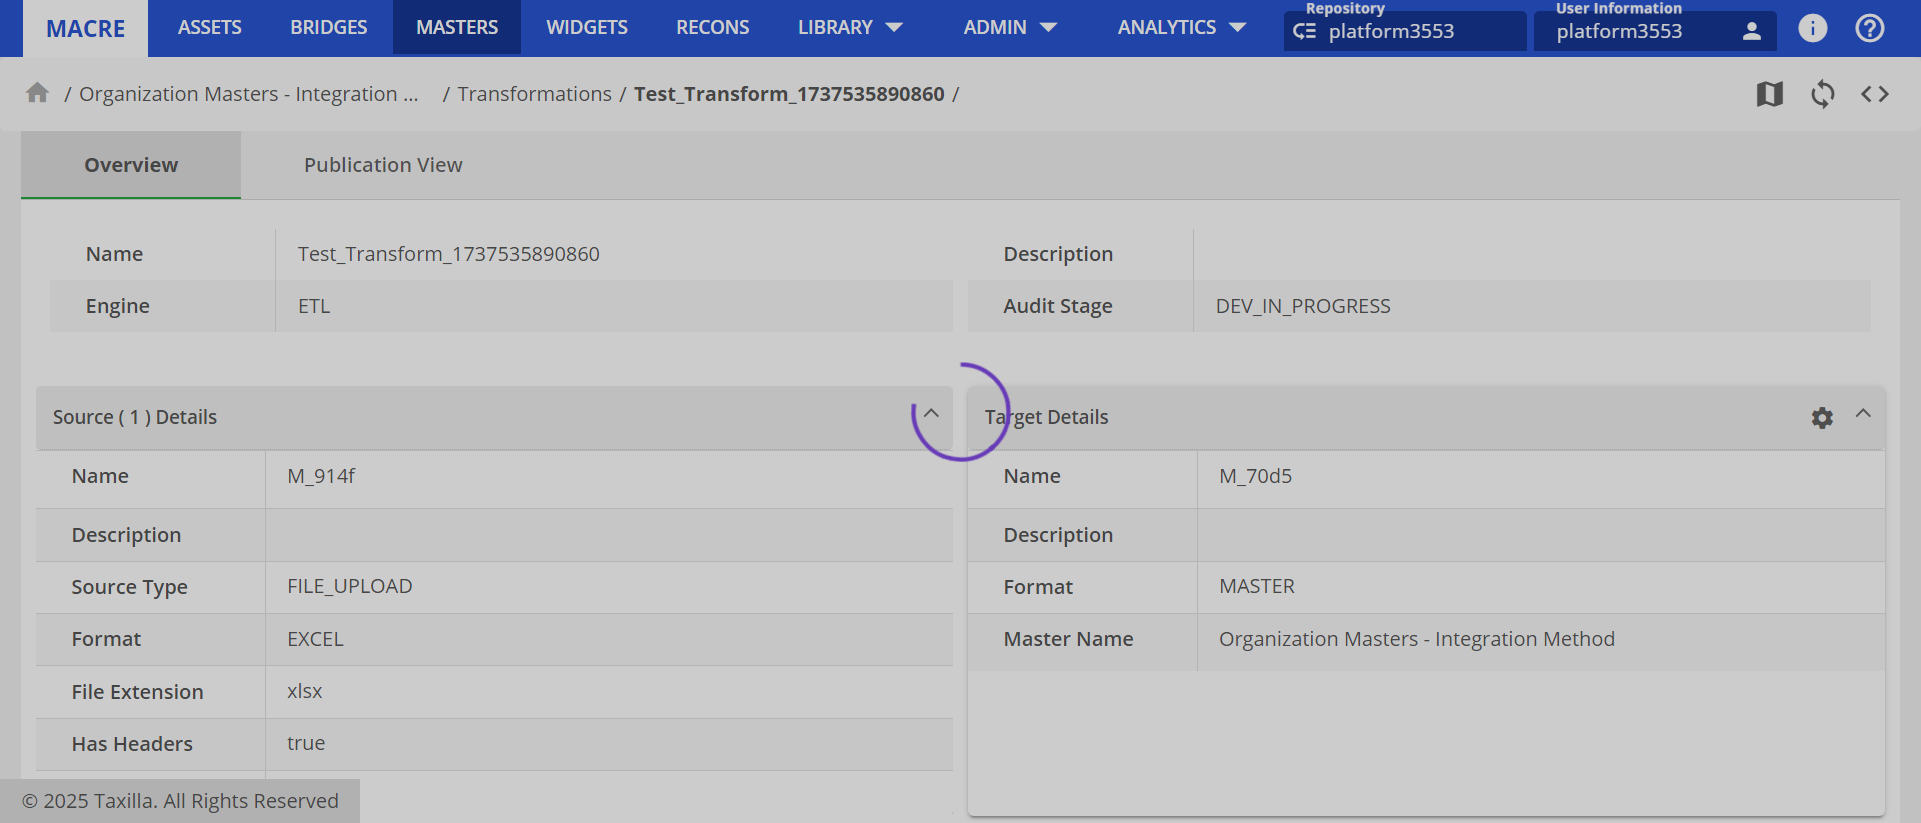 MACRE ASSETS BRIDGES MASTERS WIDGETS RECONS LIBRARY ADMIN ANALYTICS Repository platform3553 User Information platform3553
/ Organization Masters - Integration ... / Transformations / Test_Transform_1737535890860 /
Overview Publication View
Name Test_Transform_1737535890860 Description
Engine ETL Audit Stage DEV_IN_PROGRESS
Source ( 1 ) Details Target Details
Name M_914f Name M_70d5
Description Description
Source Type FILE_UPLOAD Format MASTER
Format EXCEL Master Name Organization Masters - Integration Method
File Extension xlsx
Has Headers true
© 2025 Taxilla. All Rights Reserved